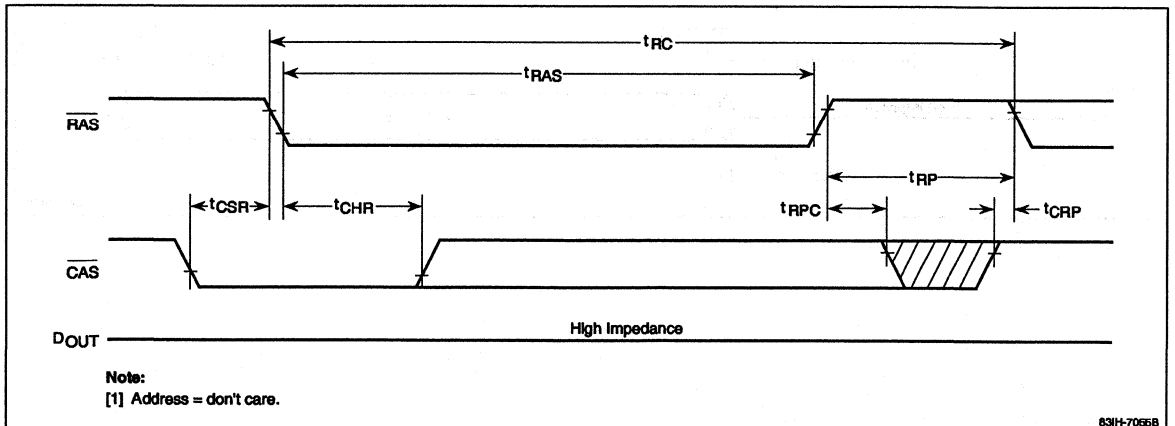 tRC
tRAS
RAS
tRP
tCSR
tCHR
tRPC
tCRP
CAS
High Impedance
DOUT
Note:
[1] Address = don't care.
83IH-7055B